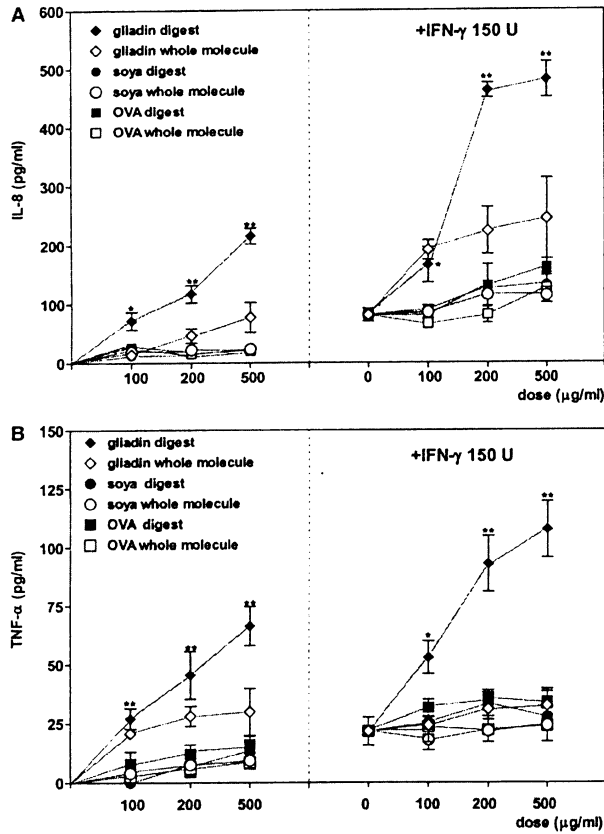 A
600
500
400
300
200
100
0
IL-8 (pg/ml)
gliadin digest
gliadin whole molecule
soya digest
soya whole molecule
OVA digest
OVA whole molecule
+IFN-γ 150 U
*
**
**
*
**
**
100 200 500
0 100 200 500
dose (μg/ml)
B
150
125
100
75
50
25
0
TNF-α (pg/ml)
gliadin digest
gliadin whole molecule
soya digest
soya whole molecule
OVA digest
OVA whole molecule
+IFN-γ 150 U
**
**
**
*
**
**
100 200 500
0 100 200 500
dose (μg/ml)